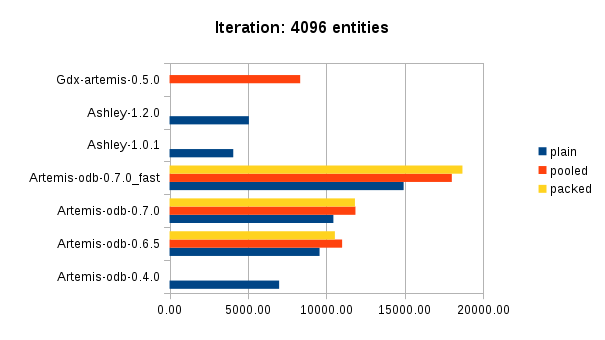 Iteration: 4096 entities
Gdx-artemis-0.5.0
Ashley-1.2.0
Ashley-1.0.1
Artemis-odb-0.7.0_fast
Artemis-odb-0.7.0
Artemis-odb-0.6.5
Artemis-odb-0.4.0
plain
pooled
packed
0.00 5000.00 10000.00 15000.00 20000.00